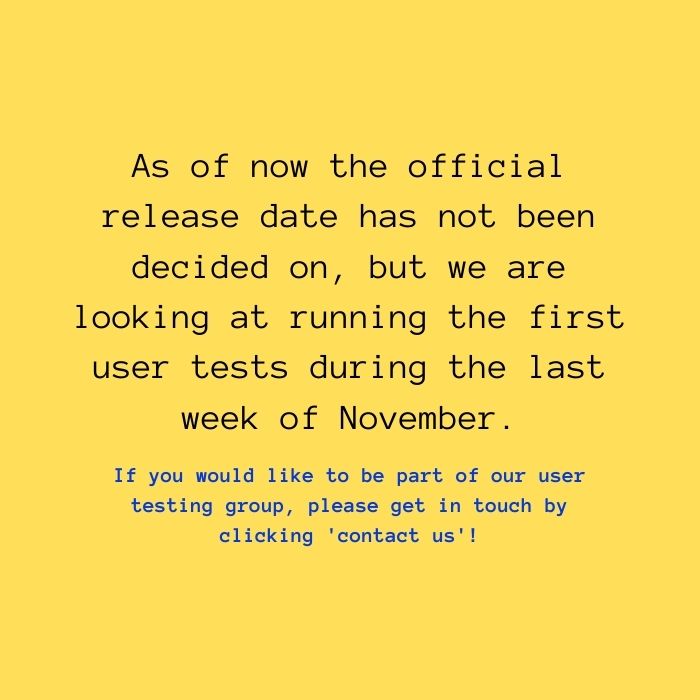 As of now the official
release date has not been
decided on, but we are
looking at running the first
user tests during the last
week of November.
If you would like to be part of our user
testing group, please get in touch by
clicking 'contact us'!